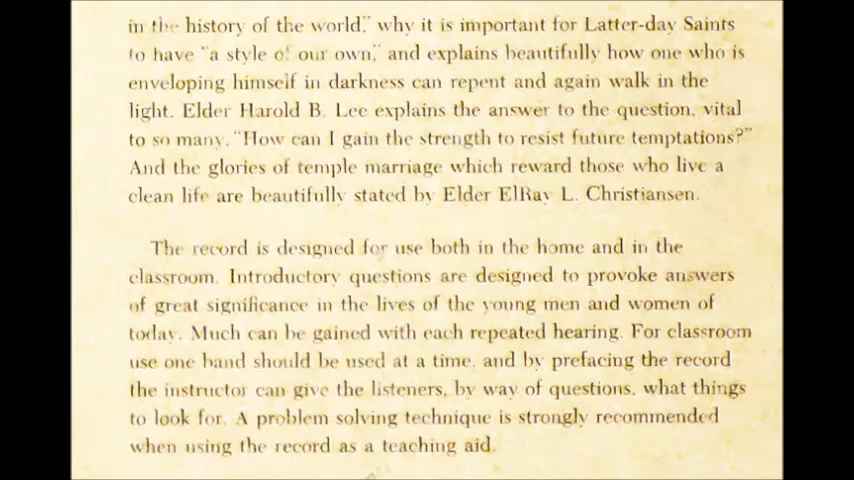 in the history of the world," why it is important for Latter-day Saints
to have "a style of our own," and explains beautifully how one who is
enveloping himself in darkness can repent and again walk in the
light. Elder Harold B. Lee explains the answer to the question, vital
to so many, "How can I gain the strength to resist future temptations?"
And the glories of temple marriage which reward those who live a
clean life are beautifully stated by Elder ElRay L. Christiansen.
The record is designed for use both in the home and in the
classroom. Introductory questions are designed to provoke answers
of great significance in the lives of the young men and women of
today. Much can be gained with each repeated hearing. For classroom
use one band should be used at a time, and by prefacing the record
the instructor can give the listeners, by way of questions, what things
to look for. A problem solving technique is strongly recommended
when using the record as a teaching aid.